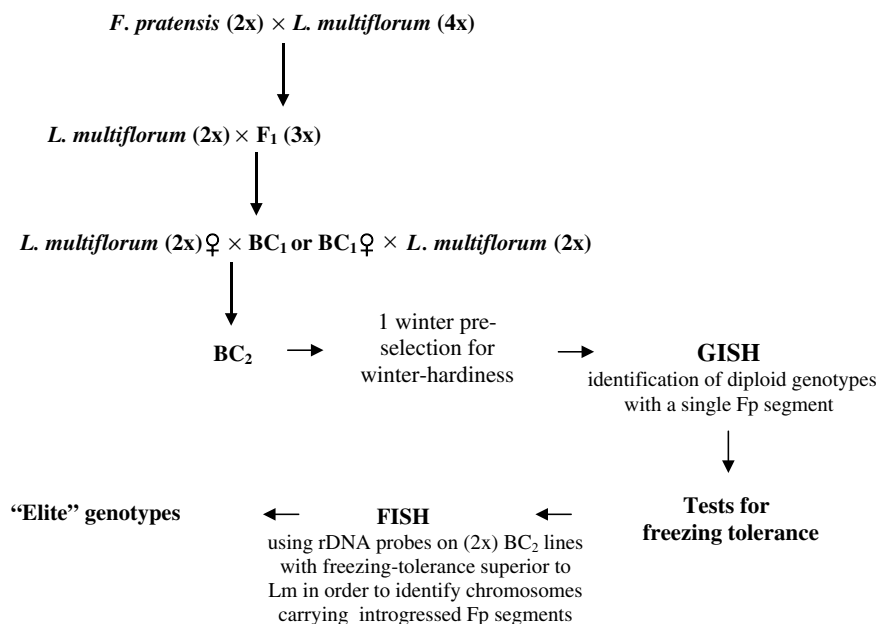 F. pratensis (2x) × L. multiflorum (4x)
L. multiflorum (2x) × F₁ (3x)
L. multiflorum (2x)♀ × BC₁ or BC₁♀ × L. multiflorum (2x)
BC₂
1 winter pre-
selection for
winter-hardiness
GISH
identification of diploid genotypes
with a single Fp segment
Tests for
freezing tolerance
FISH
using rDNA probes on (2x) BC₂ lines
with freezing-tolerance superior to
Lm in order to identify chromosomes
carrying introgressed Fp segments
“Elite” genotypes